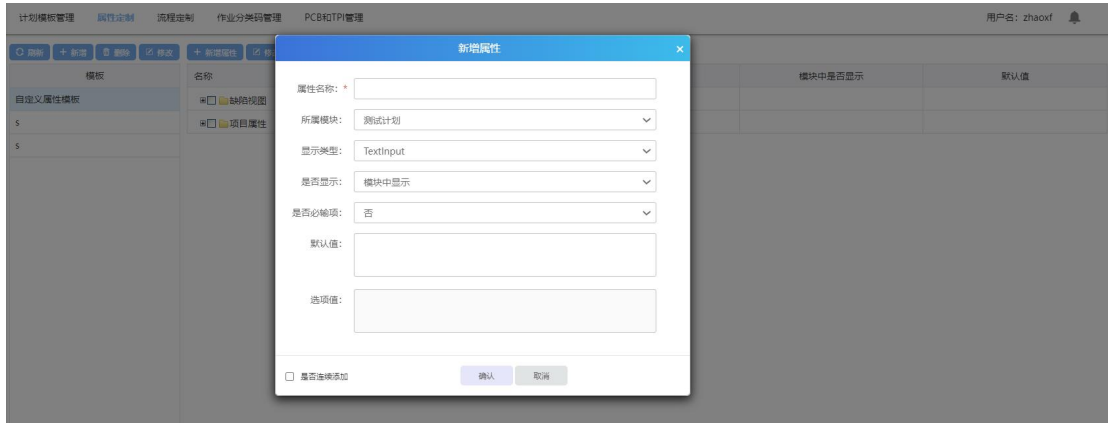 计划模板管理 属性定制 流程定制 作业分类码管理 PCB和TPI管理 用户名: zhaoxf
刷新 新增 删除 修改 新增属性 修
模板 名称 模块中是否显示 默认值
自定义属性模板 缺陷视图
s 项目属性
s
新增属性 ×
属性名称: *
所属模块: 测试计划
显示类型: TextInput
是否显示: 模块中显示
是否必输项: 否
默认值:
选项值:
是否连续添加 确认 取消